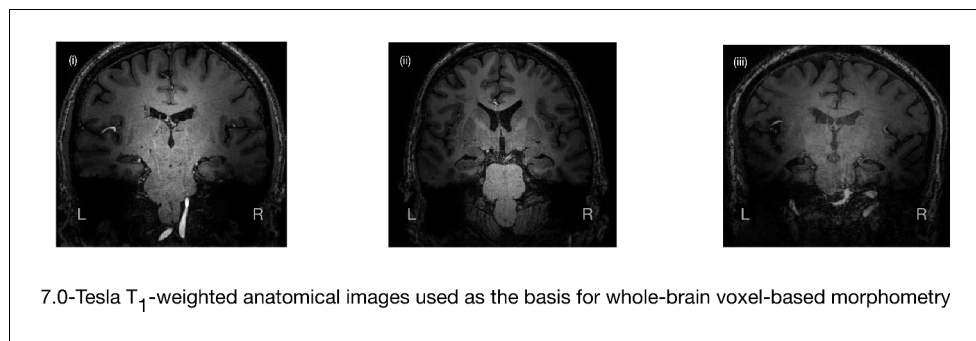 (i) (ii) (iii)
L R L R L R
7.0-Tesla T1-weighted anatomical images used as the basis for whole-brain voxel-based morphometry